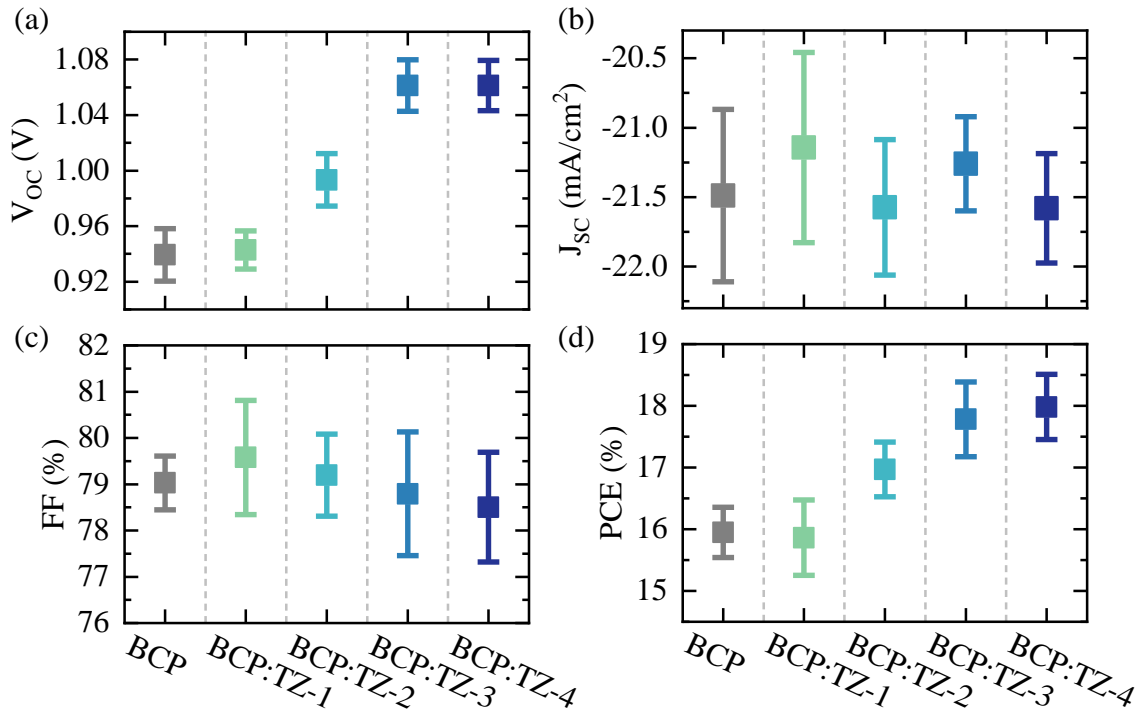 (a)
V_OC (V)
1.08
1.04
1.00
0.96
0.92
(b)
J_SC (mA/cm²)
-20.5
-21.0
-21.5
-22.0
(c)
FF (%)
82
81
80
79
78
77
76
BCP
BCP:TZ-1
BCP:TZ-2
BCP:TZ-3
BCP:TZ-4
(d)
PCE (%)
19
18
17
16
15
BCP
BCP:TZ-1
BCP:TZ-2
BCP:TZ-3
BCP:TZ-4